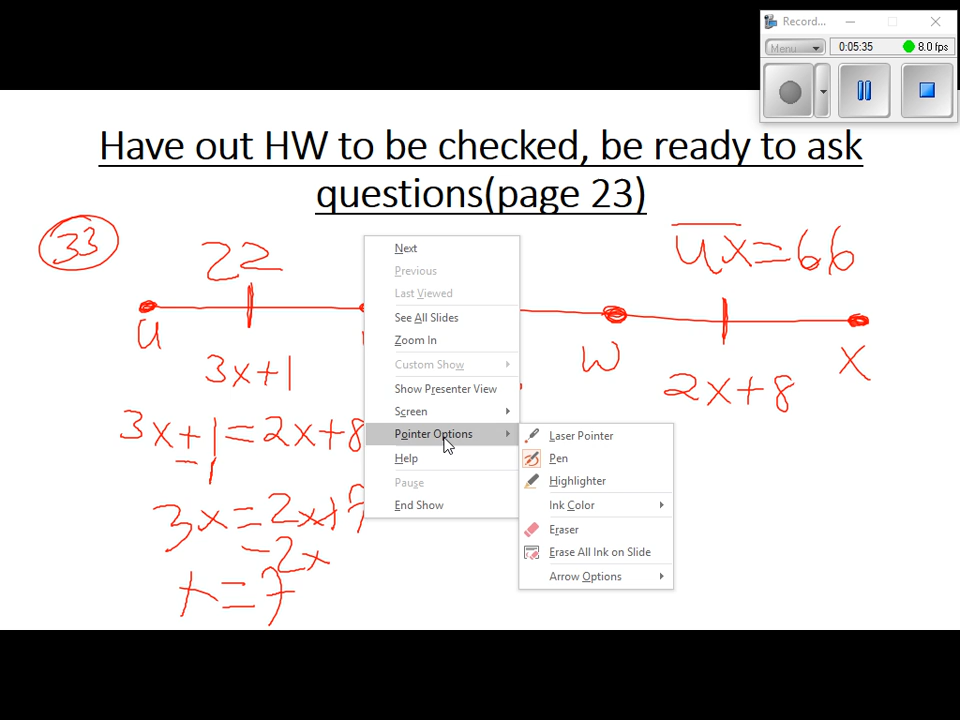 Record...
Menu
0:05:35
8.0 fps
Have out HW to be checked, be ready to ask
questions(page 23)
33
22
UX=66
U
W
X
3x+1
2x+8
3x+1=2x+8
-1
3x=2x+7
-2x
x=7
Next
Previous
Last Viewed
See All Slides
Zoom In
Custom Show
Show Presenter View
Screen
Pointer Options
Help
Pause
End Show
Laser Pointer
Pen
Highlighter
Ink Color
Eraser
Erase All Ink on Slide
Arrow Options